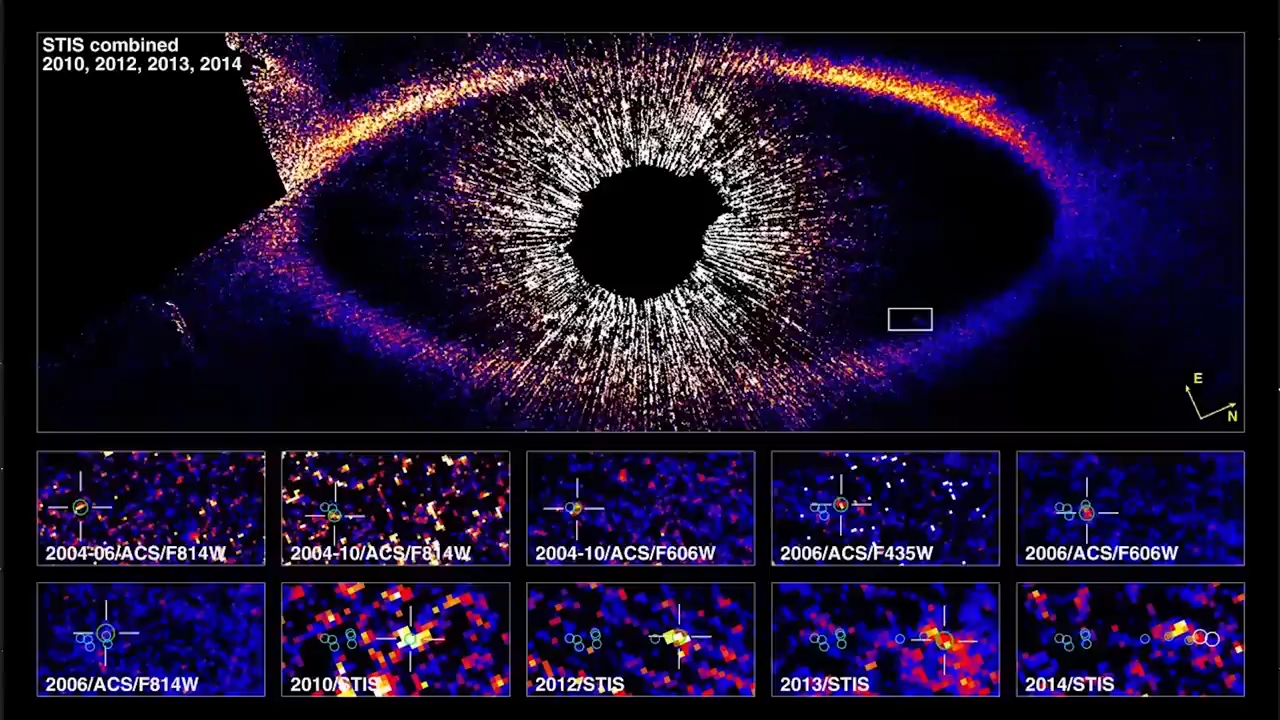 STIS combined
2010, 2012, 2013, 2014
E
N
2004-06/ACS/F814W
2004-10/ACS/F814W
2004-10/ACS/F606W
2006/ACS/F435W
2006/ACS/F606W
2006/ACS/F814W
2010/STIS
2012/STIS
2013/STIS
2014/STIS